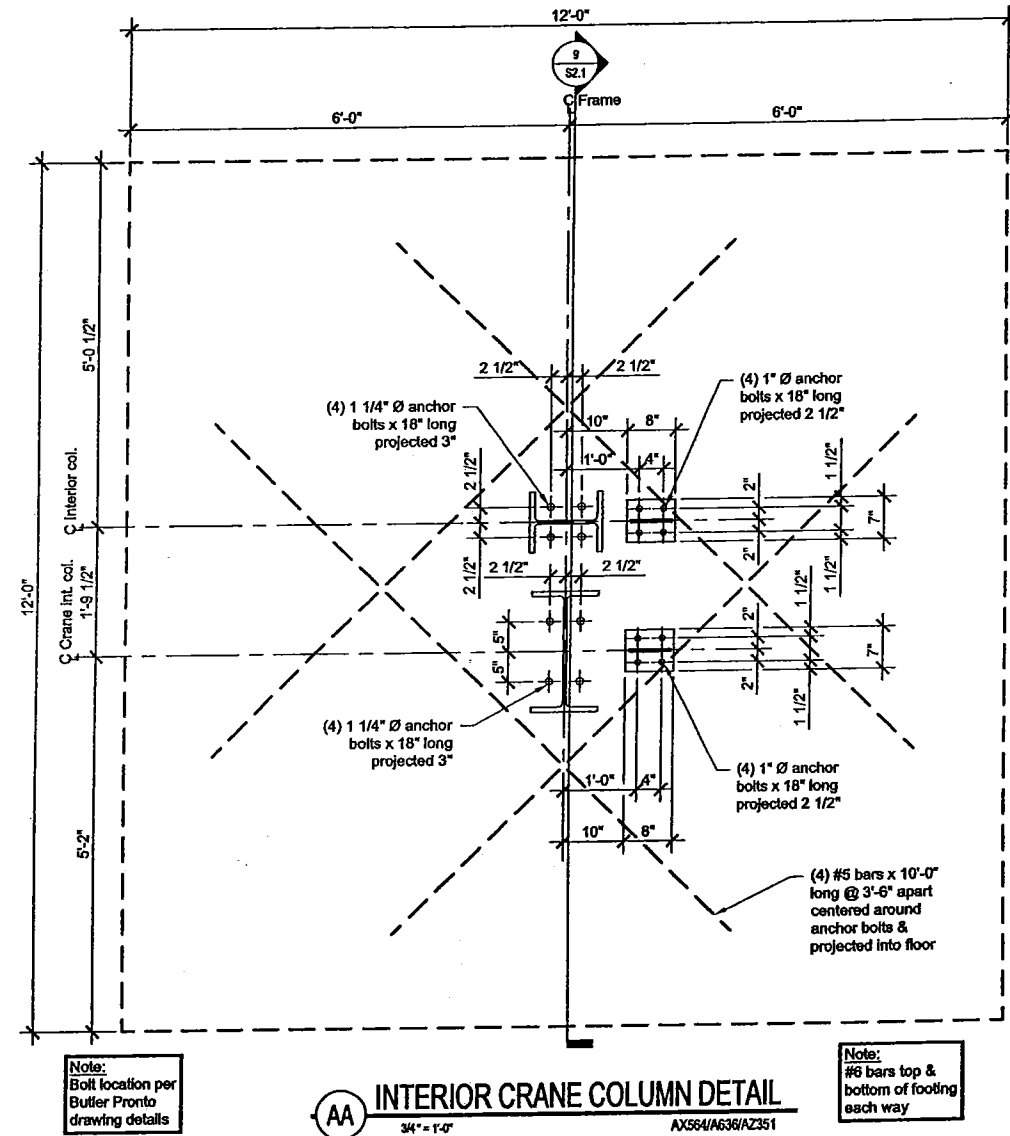 12'-0"
9
S2.1
C Frame
6'-0"
6'-0"
5'-0 1/2"
2 1/2"
2 1/2"
(4) 1 1/4" Ø anchor
bolts x 18" long
projected 3"
(4) 1" Ø anchor
bolts x 18" long
projected 2 1/2"
10"
8"
1'-0"
4"
2 1/2"
2"
1 1/2"
C Interior col.
7"
2 1/2"
2"
1 1/2"
12'-0"
C Crane int. col.
1'-9 1/2"
2 1/2"
2 1/2"
5"
5"
2"
1 1/2"
7"
2"
1 1/2"
(4) 1 1/4" Ø anchor
bolts x 18" long
projected 3"
1'-0"
4"
(4) 1" Ø anchor
bolts x 18" long
projected 2 1/2"
10"
8"
5'-2"
(4) #5 bars x 10'-0"
long @ 3'-6" apart
centered around
anchor bolts &
projected into floor
Note:
Bolt location per
Butler Pronto
drawing details
Note:
#6 bars top &
bottom of footing
each way
AA
INTERIOR CRANE COLUMN DETAIL
3/4" = 1'-0"
AX564/A636/AZ351